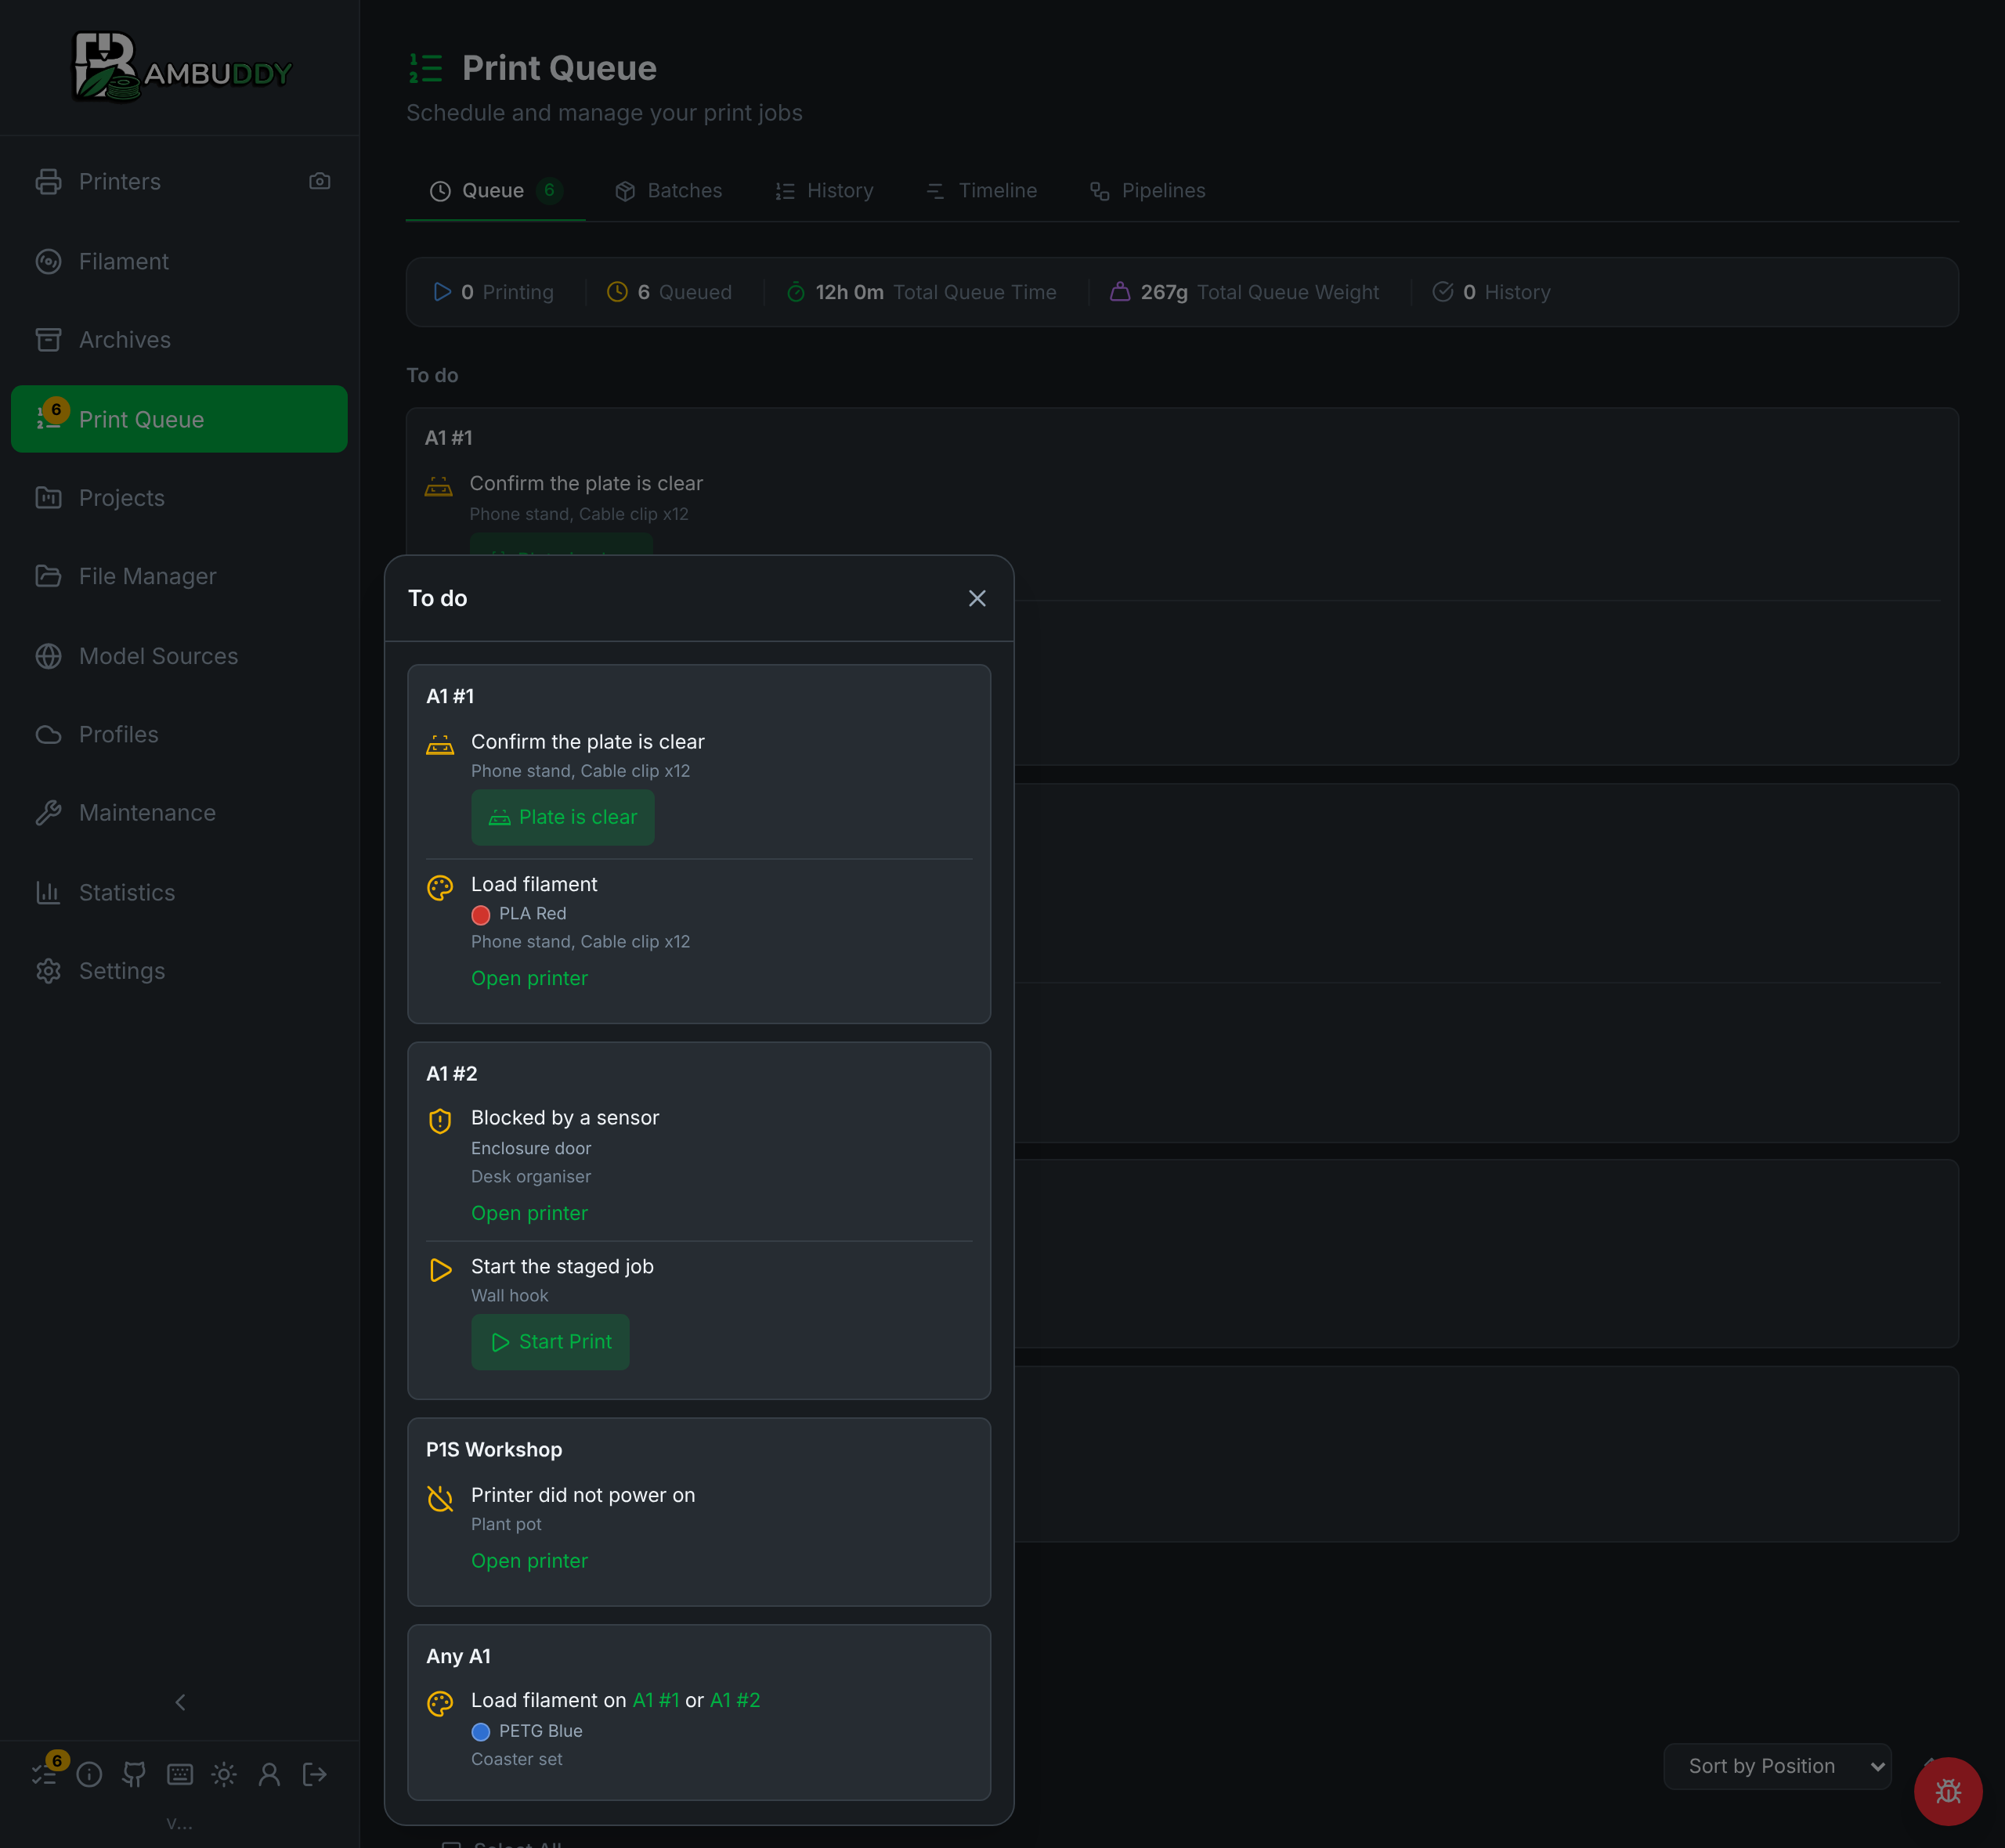 BAMBUDDY
Printers
Filament
Archives
6
Print Queue
Projects
File Manager
Model Sources
Profiles
Maintenance
Statistics
Settings
6
v...
Print Queue
Schedule and manage your print jobs
Queue 6 Batches History Timeline Pipelines
0 Printing 6 Queued 12h 0m Total Queue Time 267g Total Queue Weight 0 History
To do
A1 #1
Confirm the plate is clear
Phone stand, Cable clip x12
To do
A1 #1
Confirm the plate is clear
Phone stand, Cable clip x12
Plate is clear
Load filament
PLA Red
Phone stand, Cable clip x12
Open printer
A1 #2
Blocked by a sensor
Enclosure door
Desk organiser
Open printer
Start the staged job
Wall hook
Start Print
P1S Workshop
Printer did not power on
Plant pot
Open printer
Any A1
Load filament on A1 #1 or A1 #2
PETG Blue
Coaster set
Sort by Position
Select All